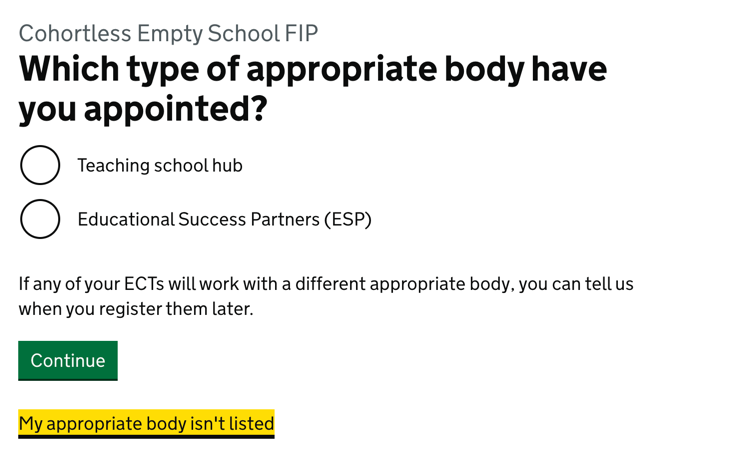 Cohortless Empty School FIP
Which type of appropriate body have
you appointed?
Teaching school hub
Educational Success Partners (ESP)
If any of your ECTs will work with a different appropriate body, you can tell us
when you register them later.
Continue
My appropriate body isn't listed